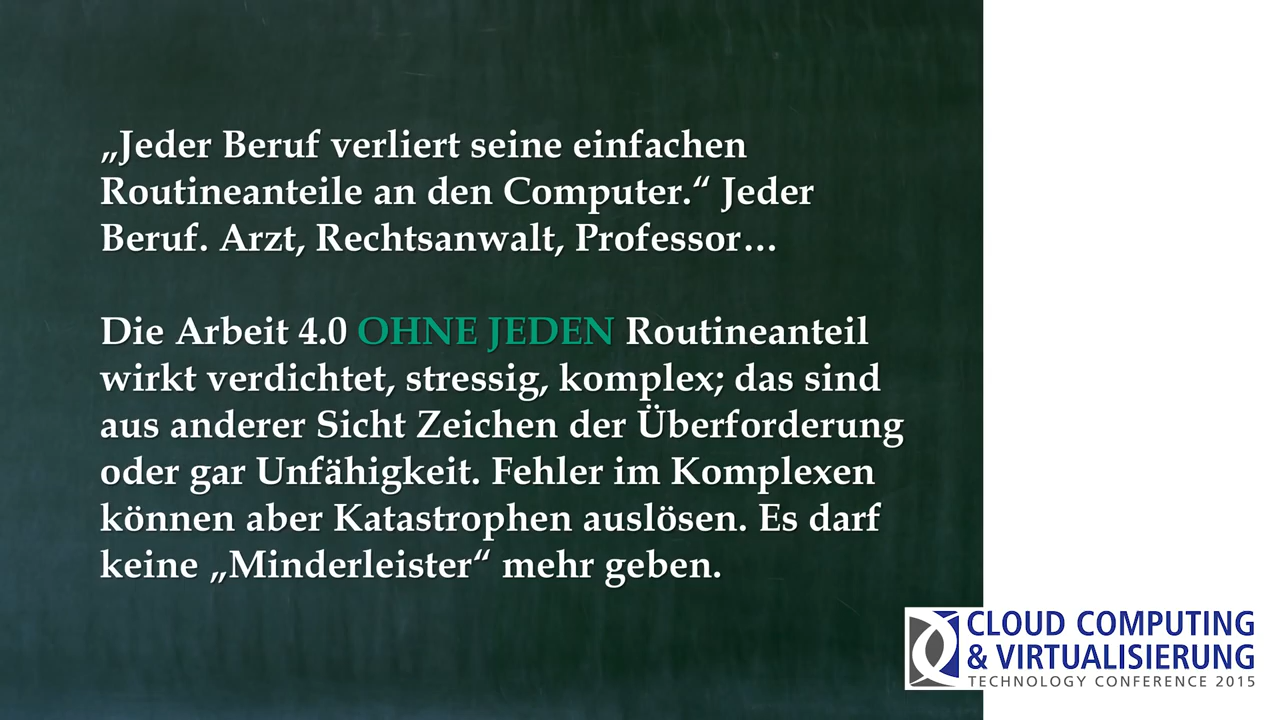 „Jeder Beruf verliert seine einfachen
Routineanteile an den Computer.“ Jeder
Beruf. Arzt, Rechtsanwalt, Professor…
Die Arbeit 4.0 OHNE JEDEN Routineanteil
wirkt verdichtet, stressig, komplex; das sind
aus anderer Sicht Zeichen der Überforderung
oder gar Unfähigkeit. Fehler im Komplexen
können aber Katastrophen auslösen. Es darf
keine „Minderleister“ mehr geben.
CLOUD COMPUTING
& VIRTUALISIERUNG
TECHNOLOGY CONFERENCE 2015